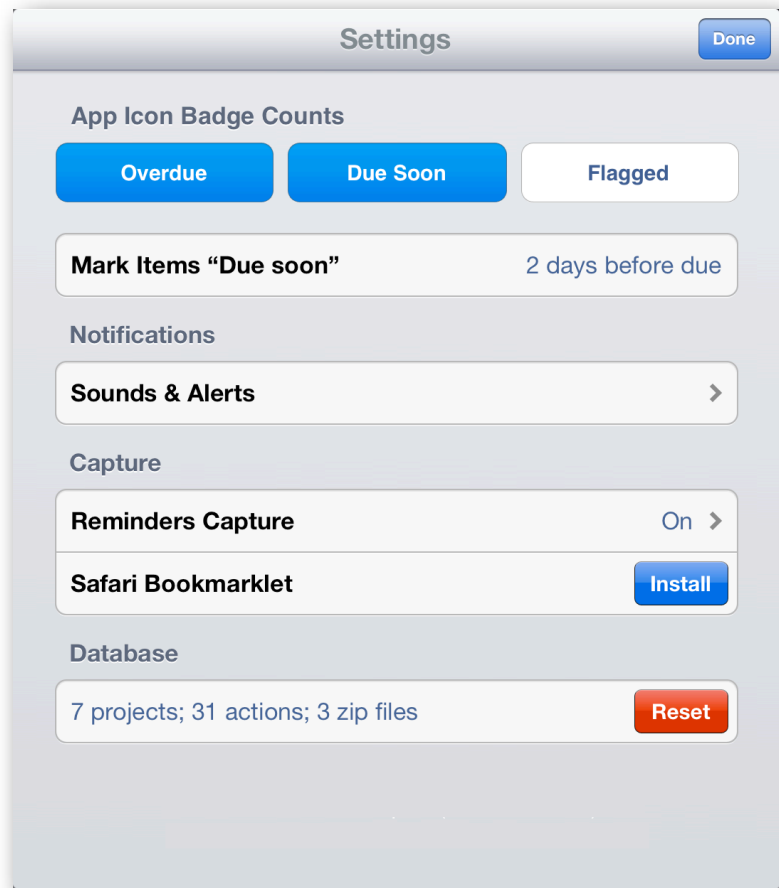 Settings
Done
App Icon Badge Counts
Overdue Due Soon Flagged
Mark Items “Due soon” 2 days before due
Notifications
Sounds & Alerts
Capture
Reminders Capture On
Safari Bookmarklet Install
Database
7 projects; 31 actions; 3 zip files Reset